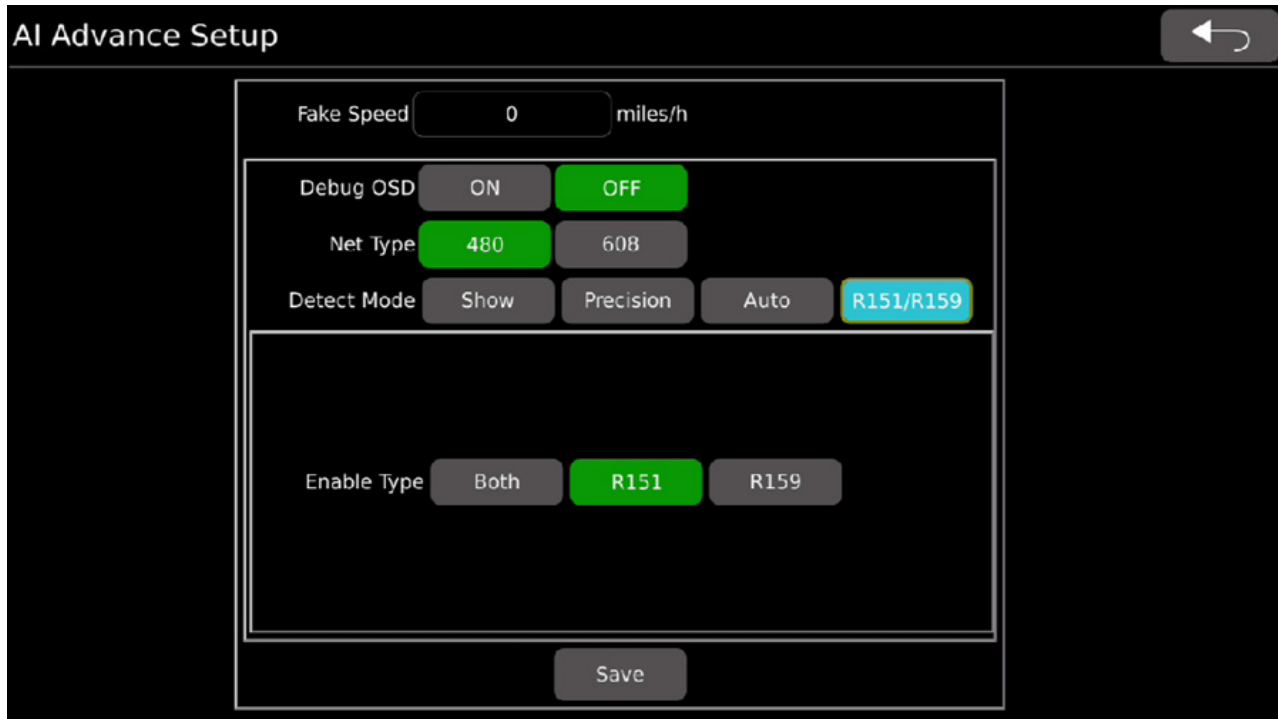 AI Advance Setup
Fake Speed 0 miles/h
Debug OSD ON OFF
Net Type 480 608
Detect Mode Show Precision Auto R151/R159
Enable Type Both R151 R159
Save